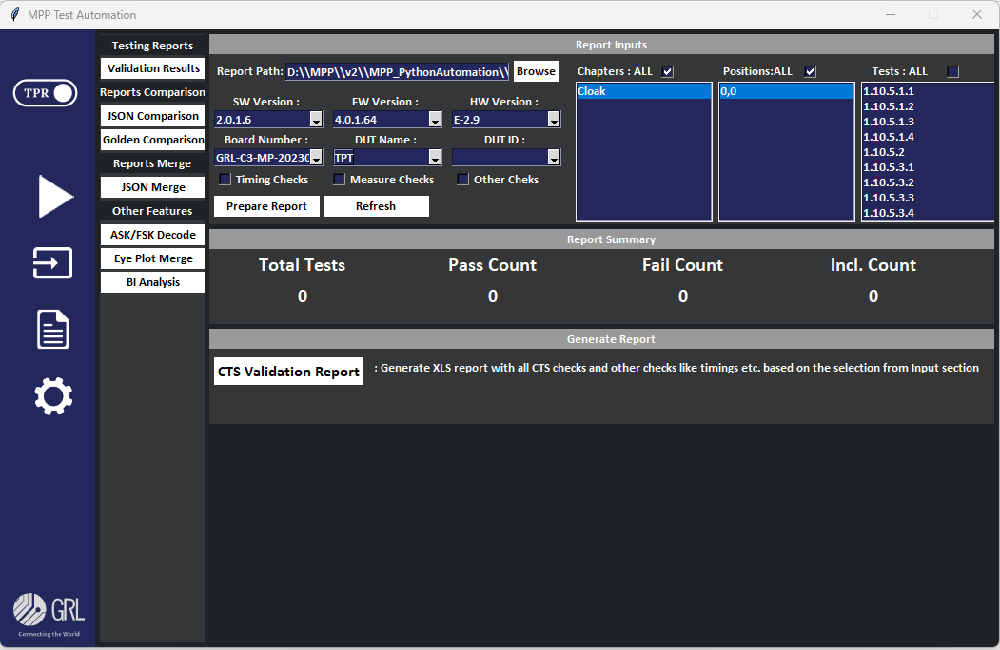 MPP Test Automation
TPR
GRL
Connecting the World
Testing Reports
Validation Results
Reports Comparison
JSON Comparison
Golden Comparison
Reports Merge
JSON Merge
Other Features
ASK/FSK Decode
Eye Plot Merge
BI Analysis
Report Inputs
Report Path: D:\\MPP\\v2\\MPP_PythonAutomation\\ Browse
SW Version : FW Version : HW Version :
2.0.1.6 4.0.1.64 E-2.9
Board Number : DUT Name : DUT ID :
GRL-C3-MP-2023 TPT
Timing Checks Measure Checks Other Cheks
Prepare Report Refresh
Chapters : ALL
Cloak
Positions:ALL
0,0
Tests : ALL
1.10.5.1.1
1.10.5.1.2
1.10.5.1.3
1.10.5.1.4
1.10.5.2
1.10.5.3.1
1.10.5.3.2
1.10.5.3.3
1.10.5.3.4
Report Summary
Total Tests Pass Count Fail Count Incl. Count
0 0 0 0
Generate Report
CTS Validation Report : Generate XLS report with all CTS checks and other checks like timings etc. based on the selection from Input section